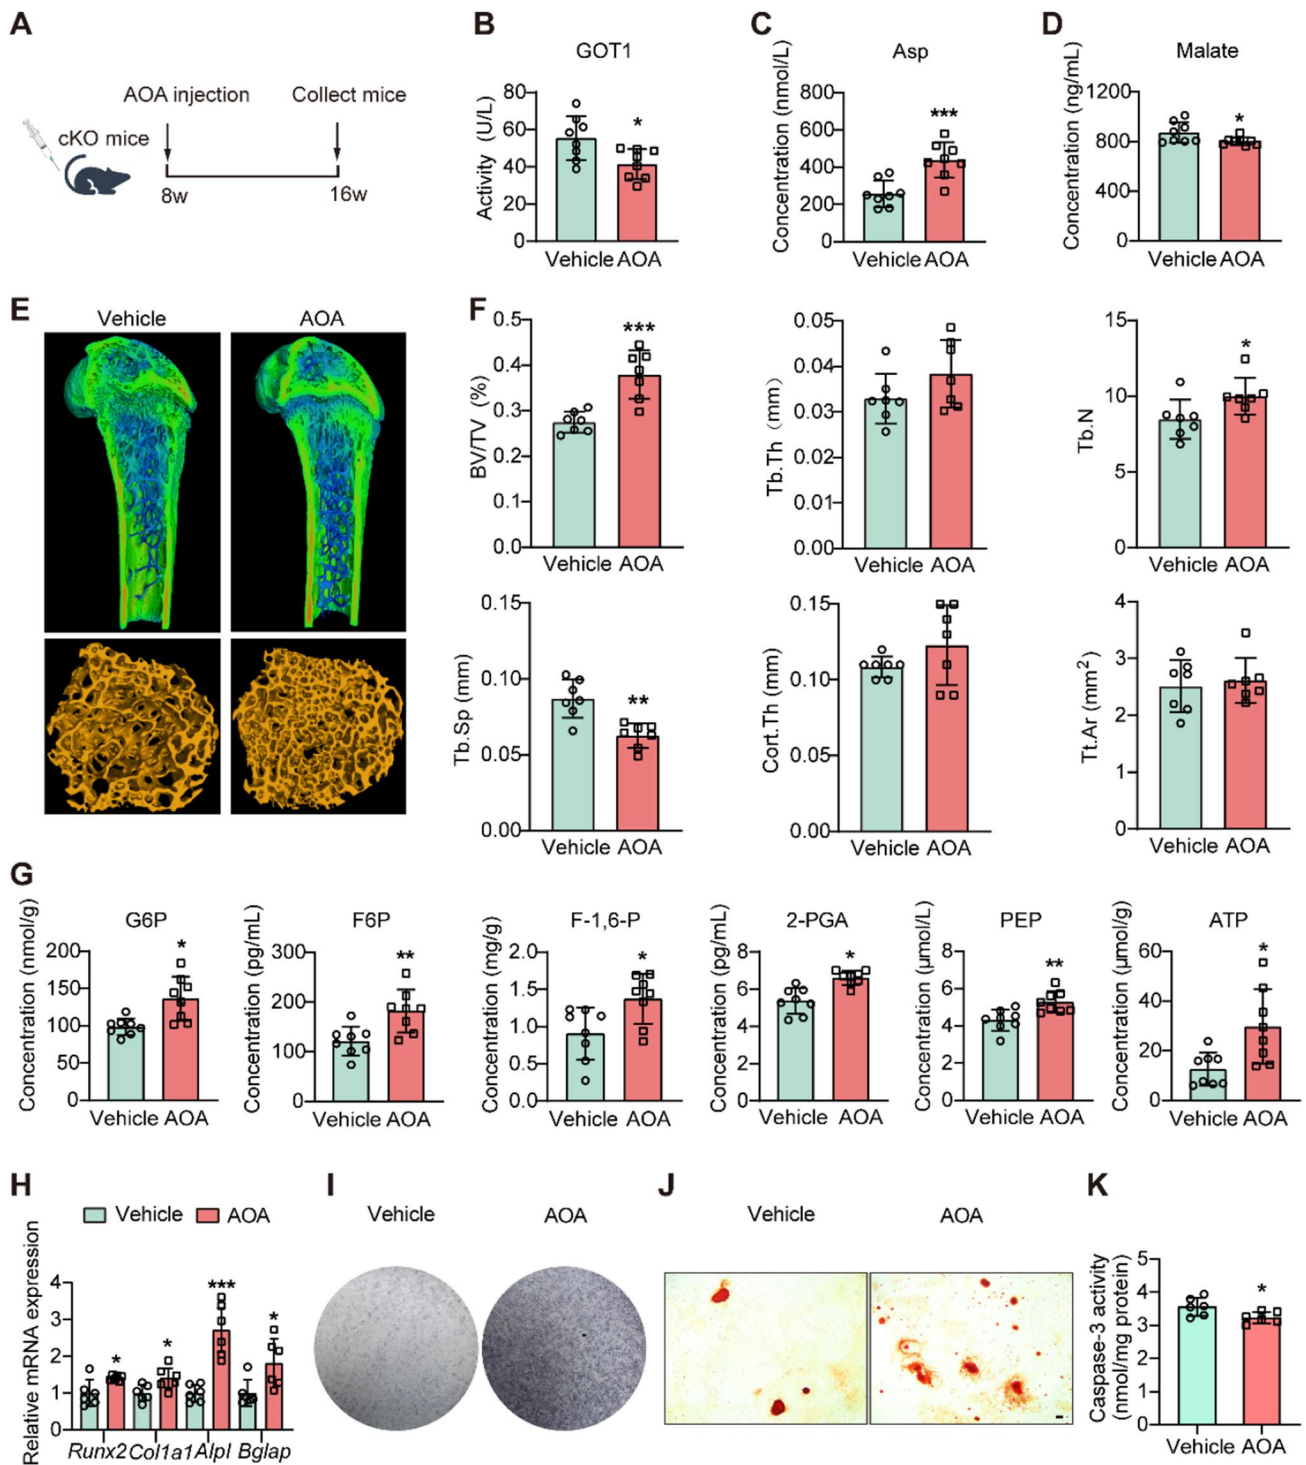 A
AOA injection
Collect mice
cKO mice
8w
16w
B
GOT1
Activity (U/L)
80
60
40
20
0
*
Vehicle AOA
C
Asp
Concentration (nmol/L)
800
600
400
200
0
***
Vehicle AOA
D
Malate
Concentration (ng/mL)
1200
800
400
0
*
Vehicle AOA
E
Vehicle
AOA
F
BV/TV (%)
0.5
0.4
0.3
0.2
0.1
0.0
***
Vehicle AOA
Tb.Th (mm)
0.05
0.04
0.03
0.02
0.01
0.00
Vehicle AOA
Tb.N
15
10
5
0
*
Vehicle AOA
Tb.Sp (mm)
0.15
0.10
0.05
0.00
**
Vehicle AOA
Cort.Th (mm)
0.15
0.10
0.05
0.00
Vehicle AOA
Tt.Ar (mm²)
4
3
2
1
0
Vehicle AOA
G
G6P
Concentration (nmol/g)
200
150
100
50
0
*
Vehicle AOA
F6P
Concentration (pg/mL)
300
200
100
0
**
Vehicle AOA
F-1,6-P
Concentration (mg/g)
2.0
1.5
1.0
0.5
0.0
*
Vehicle AOA
2-PGA
Concentration (pg/mL)
8
6
4
2
0
*
Vehicle AOA
PEP
Concentration (μmol/L)
8
6
4
2
0
**
Vehicle AOA
ATP
Concentration (μmol/g)
60
40
20
0
*
Vehicle AOA
H
Vehicle AOA
Relative mRNA expression
4
3
2
1
0
* * *** *
Runx2 Col1a1 Alpl Bglap
I
Vehicle
AOA
J
Vehicle
AOA
K
Caspase-3 activity
(nmol/mg protein)
5
4
3
2
1
0
*
Vehicle AOA